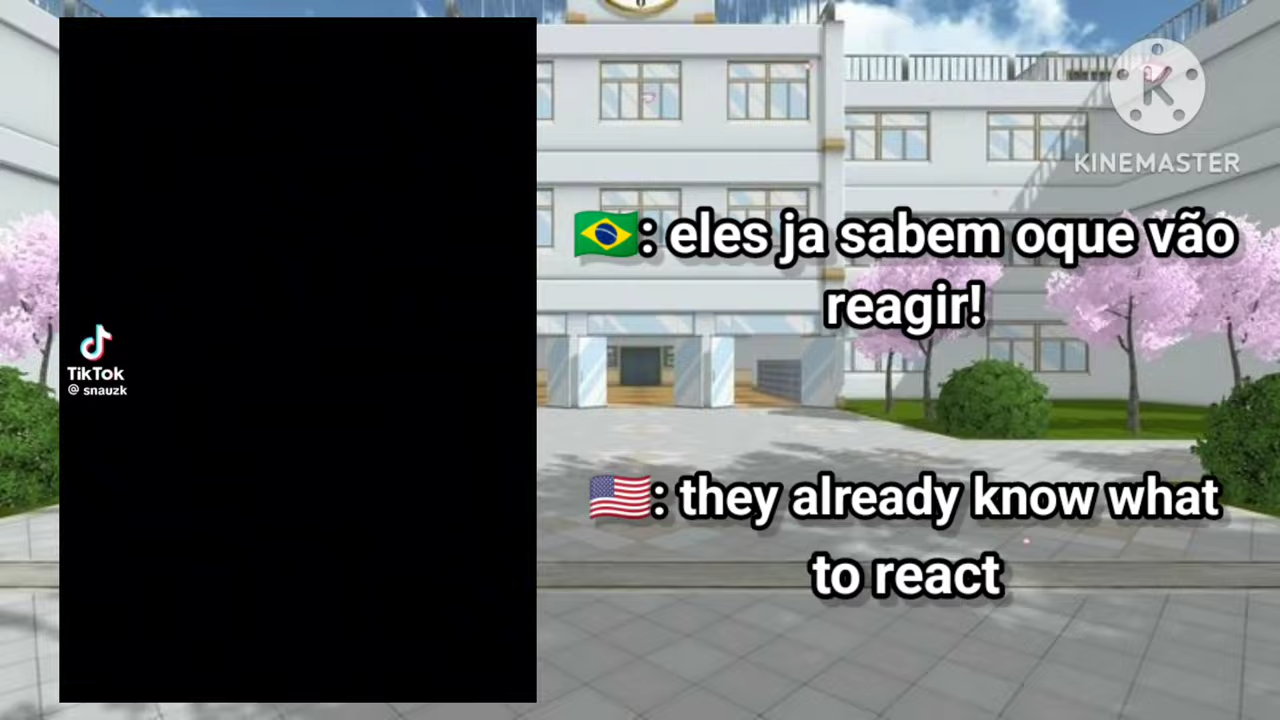 KINEMASTER
🇧🇷: eles ja sabem oque vão
reagir!
TikTok
@ snauzk
🇺🇸: they already know what
to react